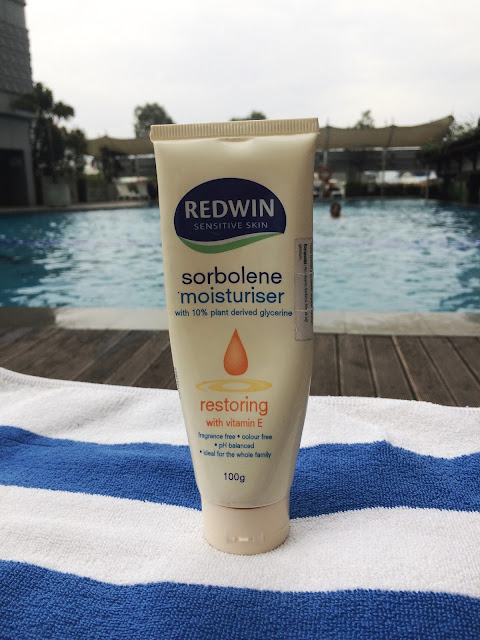 REDWIN
SENSITIVE SKIN
sorbolene
moisturiser
with 10% plant derived glycerine
restoring
with vitamin E
fragrance free • colour free
• pH balanced
• ideal for the whole family
100g